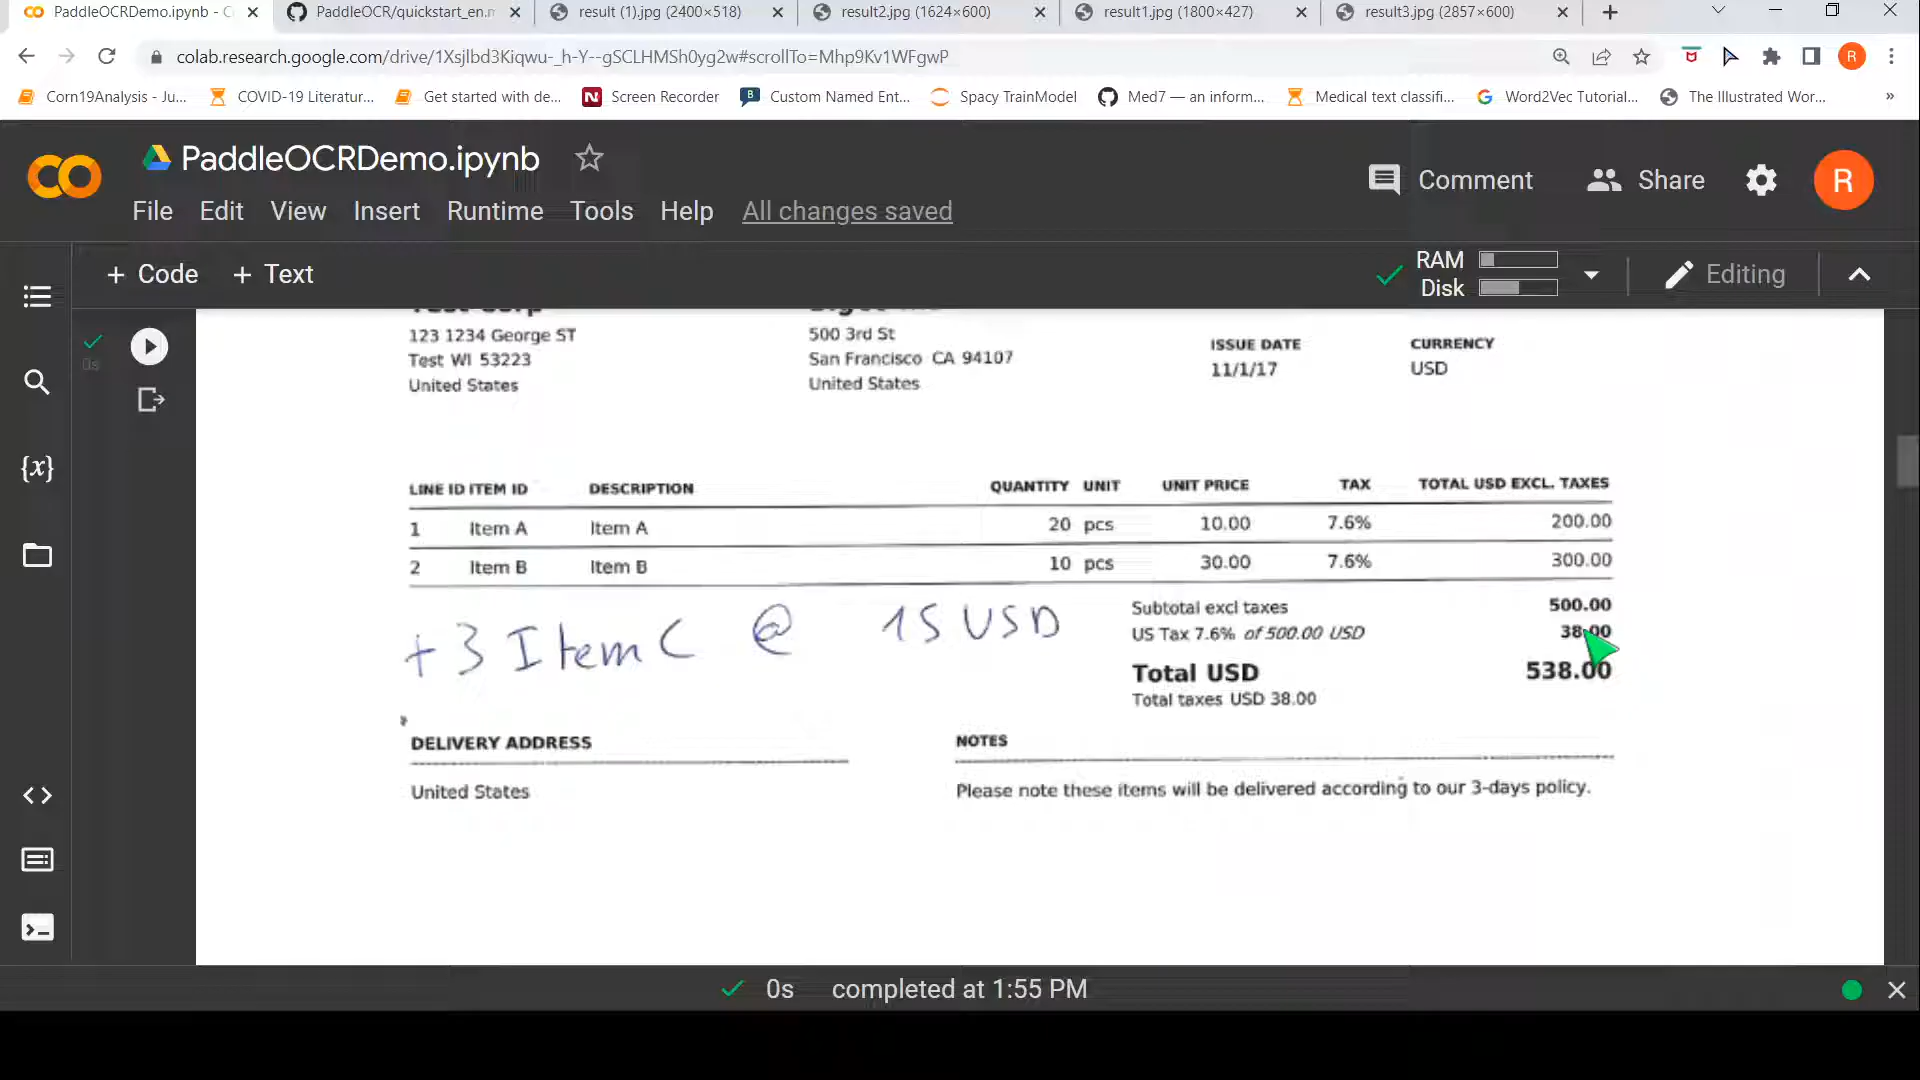 PaddleOCRDemo.ipynb - C
PaddleOCR/quickstart_en.m
result (1).jpg (2400×518)
result2.jpg (1624×600)
result1.jpg (1800×427)
result3.jpg (2857×600)
colab.research.google.com/drive/1Xsjlbd3Kiqwu-_h-Y--gSCLHMSh0yg2w#scrollTo=Mhp9Kv1WFgwP
R
Corn19Analysis - Ju...
COVID-19 Literatur...
Get started with de...
Screen Recorder
Custom Named Ent...
Spacy TrainModel
Med7 — an inform...
Medical text classifi...
Word2Vec Tutorial...
The Illustrated Wor...
»
CO PaddleOCRDemo.ipynb
Comment Share R
File Edit View Insert Runtime Tools Help All changes saved
+ Code + Text
RAM
Disk
Editing
0s
{x}
123 1234 George ST
Test WI 53223
United States
500 3rd St
San Francisco CA 94107
United States
ISSUE DATE
11/1/17
CURRENCY
USD
LINE ID ITEM ID DESCRIPTION QUANTITY UNIT UNIT PRICE TAX TOTAL USD EXCL. TAXES
1 Item A Item A 20 pcs 10.00 7.6% 200.00
2 Item B Item B 10 pcs 30.00 7.6% 300.00
+3 Item C @ 15 USD
Subtotal excl taxes 500.00
US Tax 7.6% of 500.00 USD 38.00
Total USD 538.00
Total taxes USD 38.00
DELIVERY ADDRESS
United States
NOTES
Please note these items will be delivered according to our 3-days policy.
0s completed at 1:55 PM